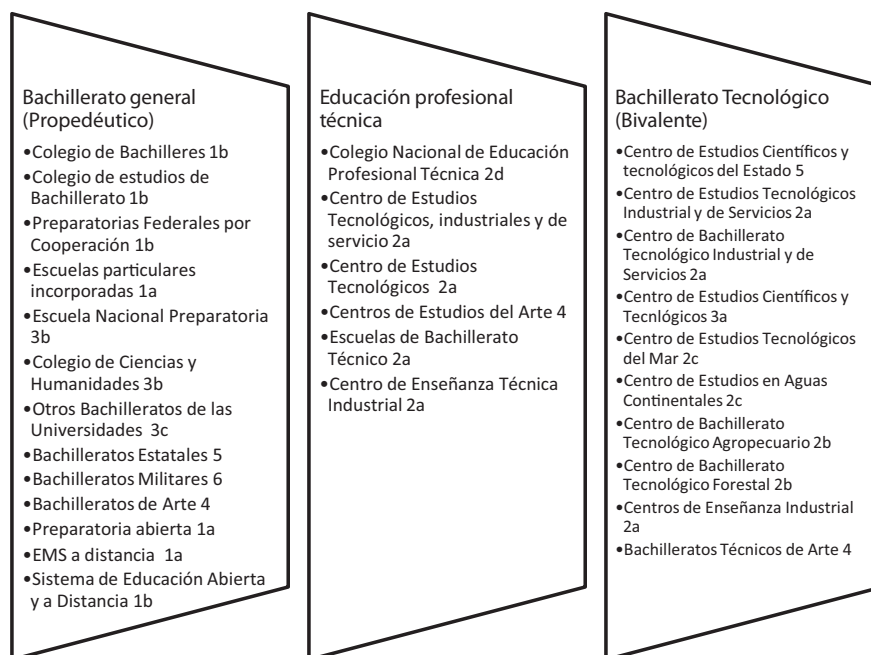 Bachillerato general
(Propedéutico)
•Colegio de Bachilleres 1b
•Colegio de estudios de
Bachillerato 1b
•Preparatorias Federales por
Cooperación 1b
•Escuelas particulares
incorporadas 1a
•Escuela Nacional Preparatoria
3b
•Colegio de Ciencias y
Humanidades 3b
•Otros Bachilleratos de las
Universidades 3c
•Bachilleratos Estatales 5
•Bachilleratos Militares 6
•Bachilleratos de Arte 4
•Preparatoria abierta 1a
•EMS a distancia 1a
•Sistema de Educación Abierta
y a Distancia 1b
Educación profesional
técnica
•Colegio Nacional de Educación
Profesional Técnica 2d
•Centro de Estudios
Tecnológicos, industriales y de
servicio 2a
•Centro de Estudios
Tecnológicos 2a
•Centros de Estudios del Arte 4
•Escuelas de Bachillerato
Técnico 2a
•Centro de Enseñanza Técnica
Industrial 2a
Bachillerato Tecnológico
(Bivalente)
•Centro de Estudios Científicos y
tecnológicos del Estado 5
•Centro de Estudios Tecnológicos
Industrial y de Servicios 2a
•Centro de Bachillerato
Tecnológico Industrial y de
Servicios 2a
•Centro de Estudios Científicos y
Tecnlógicos 3a
•Centro de Estudios Tecnológicos
del Mar 2c
•Centro de Estudios en Aguas
Continentales 2c
•Centro de Bachillerato
Tecnológico Agropecuario 2b
•Centro de Bachillerato
Tecnológico Forestal 2b
•Centros de Enseñanza Industrial
2a
•Bachilleratos Técnicos de Arte 4